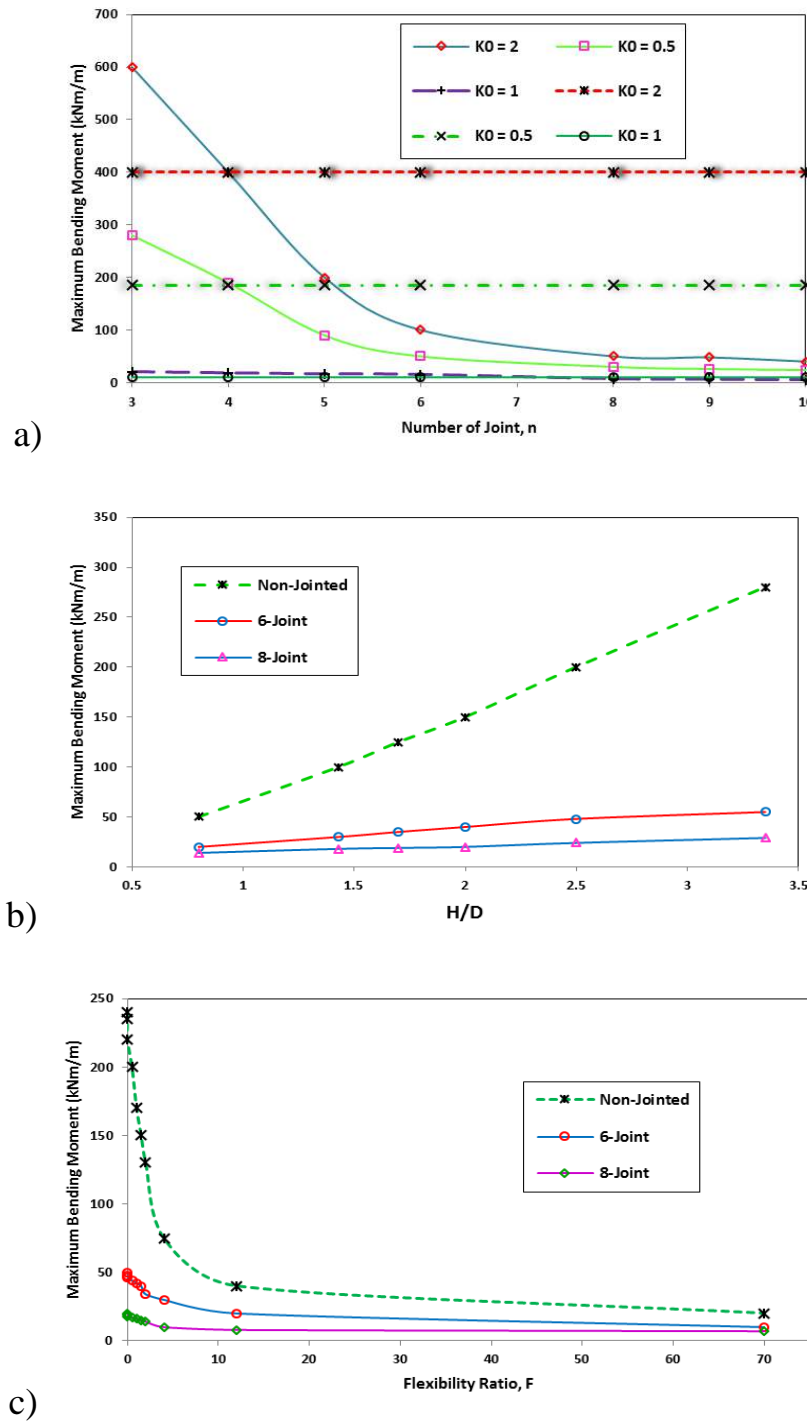 700
600
500
400
300
200
100
0
Maximum Bending Moment (kNm/m)
K0 = 2
K0 = 0.5
K0 = 1
K0 = 2
K0 = 0.5
K0 = 1
3 4 5 6 7 8 9 10
Number of Joint, n
a)
350
300
250
200
150
100
50
0
Maximum Bending Moment (kNm/m)
Non-Jointed
6-Joint
8-Joint
0.5 1 1.5 2 2.5 3 3.5
H/D
b)
250
200
150
100
50
0
Maximum Bending Moment (kNm/m)
Non-Jointed
6-Joint
8-Joint
0 10 20 30 40 50 60 70
Flexibility Ratio, F
c)